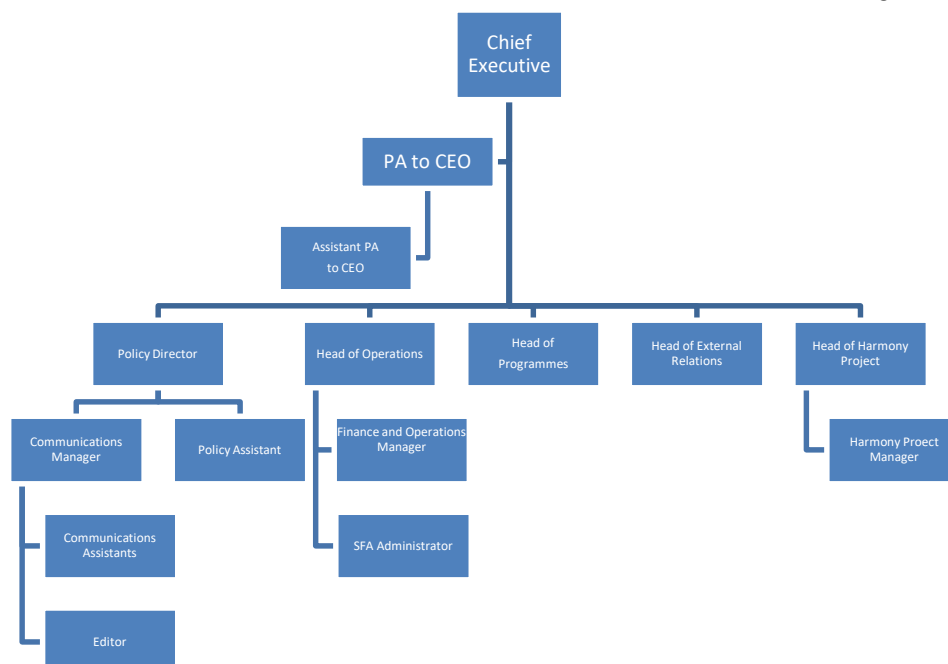 Chief
Executive
PA to CEO
Assistant PA
to CEO
Policy Director
Head of Operations
Head of
Programmes
Head of External
Relations
Head of Harmony
Project
Communications
Manager
Policy Assistant
Finance and Operations
Manager
Harmony Proect
Manager
Communications
Assistants
SFA Administrator
Editor